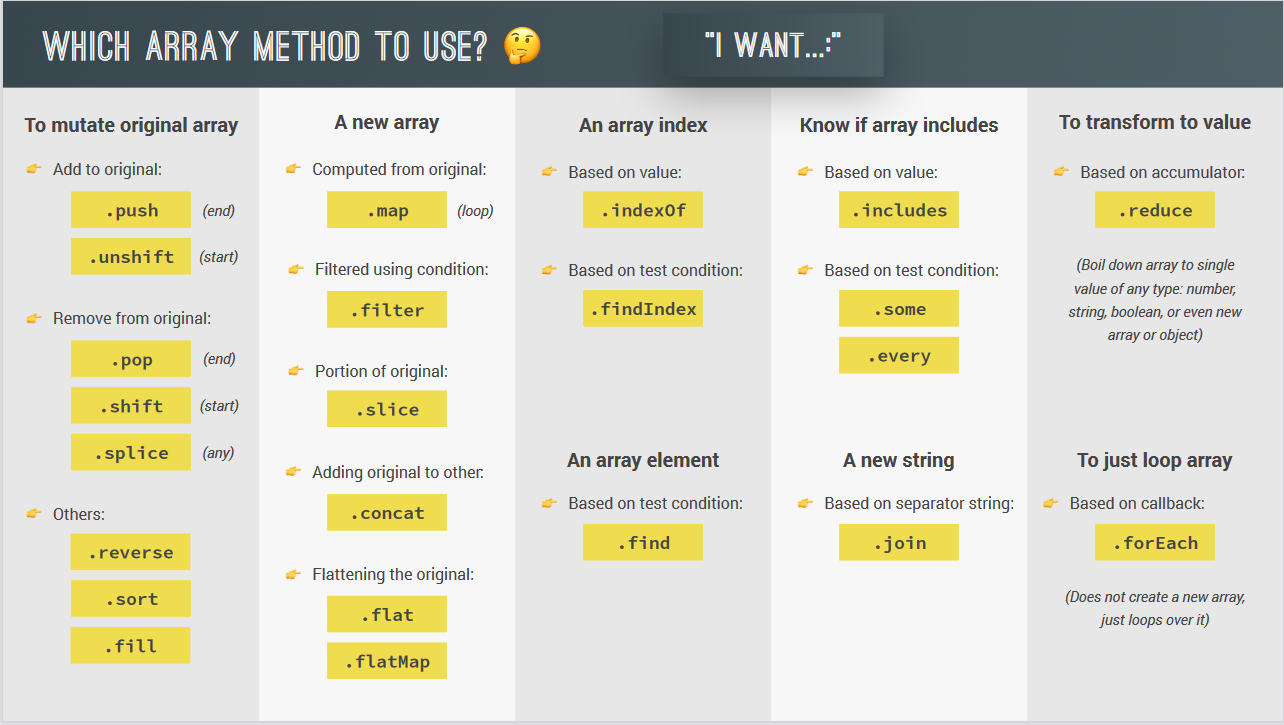 WHICH ARRAY METHOD TO USE? 🤔
"I WANT...:"
To mutate original array
👉 Add to original:
.push (end)
.unshift (start)
👉 Remove from original:
.pop (end)
.shift (start)
.splice (any)
👉 Others:
.reverse
.sort
.fill
A new array
👉 Computed from original:
.map (loop)
👉 Filtered using condition:
.filter
👉 Portion of original:
.slice
👉 Adding original to other:
.concat
👉 Flattening the original:
.flat
.flatMap
An array index
👉 Based on value:
.indexOf
👉 Based on test condition:
.findIndex
An array element
👉 Based on test condition:
.find
Know if array includes
👉 Based on value:
.includes
👉 Based on test condition:
.some
.every
A new string
👉 Based on separator string:
.join
To transform to value
👉 Based on accumulator:
.reduce
(Boil down array to single
value of any type: number,
string, boolean, or even new
array or object)
To just loop array
👉 Based on callback:
.forEach
(Does not create a new array,
just loops over it)